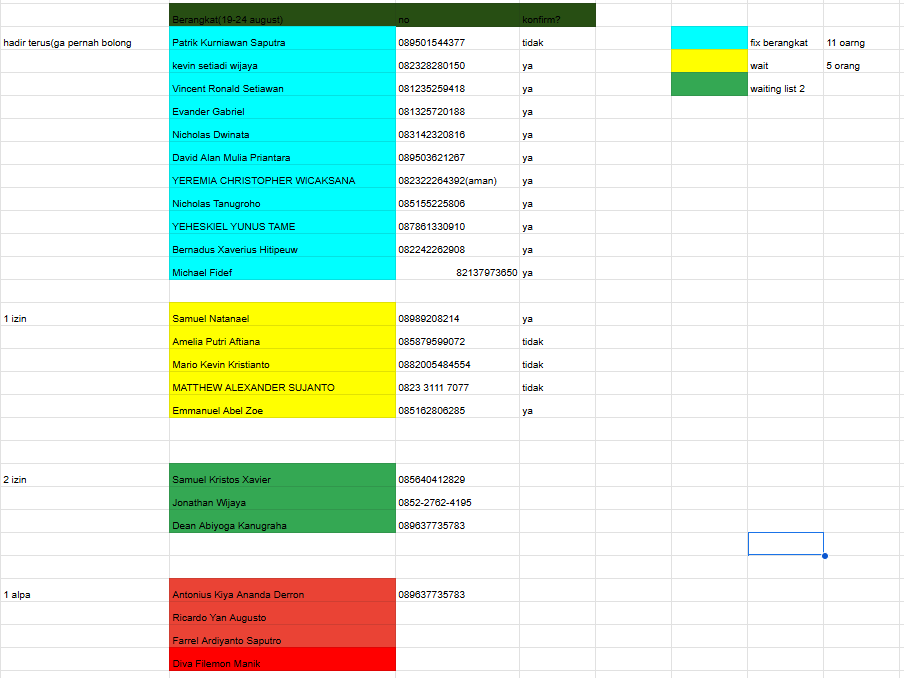 Berangkat(19-24 august) no konfirm?
hadir terus(ga pernah bolong Patrik Kurniawan Saputra 089501544377 tidak fix berangkat 11 oarng
kevin setiadi wijaya 082328280150 ya wait 5 orang
Vincent Ronald Setiawan 081235259418 ya waiting list 2
Evander Gabriel 081325720188 ya
Nicholas Dwinata 083142320816 ya
David Alan Mulia Priantara 089503621267 ya
YEREMIA CHRISTOPHER WICAKSANA 082322264392(aman) ya
Nicholas Tanugroho 085155225806 ya
YEHESKIEL YUNUS TAME 087861330910 ya
Bernadus Xaverius Hitipeuw 082242262908 ya
Michael Fidef 82137973650 ya
1 izin Samuel Natanael 08989208214 ya
Amelia Putri Aftiana 085879599072 tidak
Mario Kevin Kristianto 0882005484554 tidak
MATTHEW ALEXANDER SUJANTO 0823 3111 7077 tidak
Emmanuel Abel Zoe 085162806285 ya
2 izin Samuel Kristos Xavier 085640412829
Jonathan Wijaya 0852-2762-4195
Dean Abiyoga Kanugraha 089637735783
1 alpa Antonius Kiya Ananda Derron 089637735783
Ricardo Yan Augusto
Farrel Ardiyanto Saputro
Diva Filemon Manik